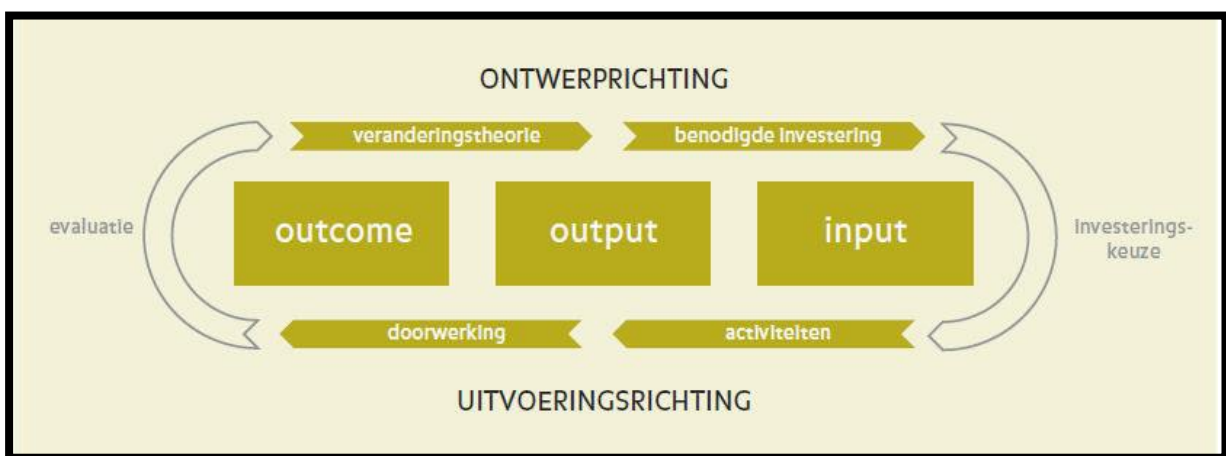 ONTWERPRICHTING
veranderingstheorie
benodigde investering
evaluatie
outcome
output
input
investerings-
keuze
doorwerking
activiteiten
UITVOERINGSRICHTING